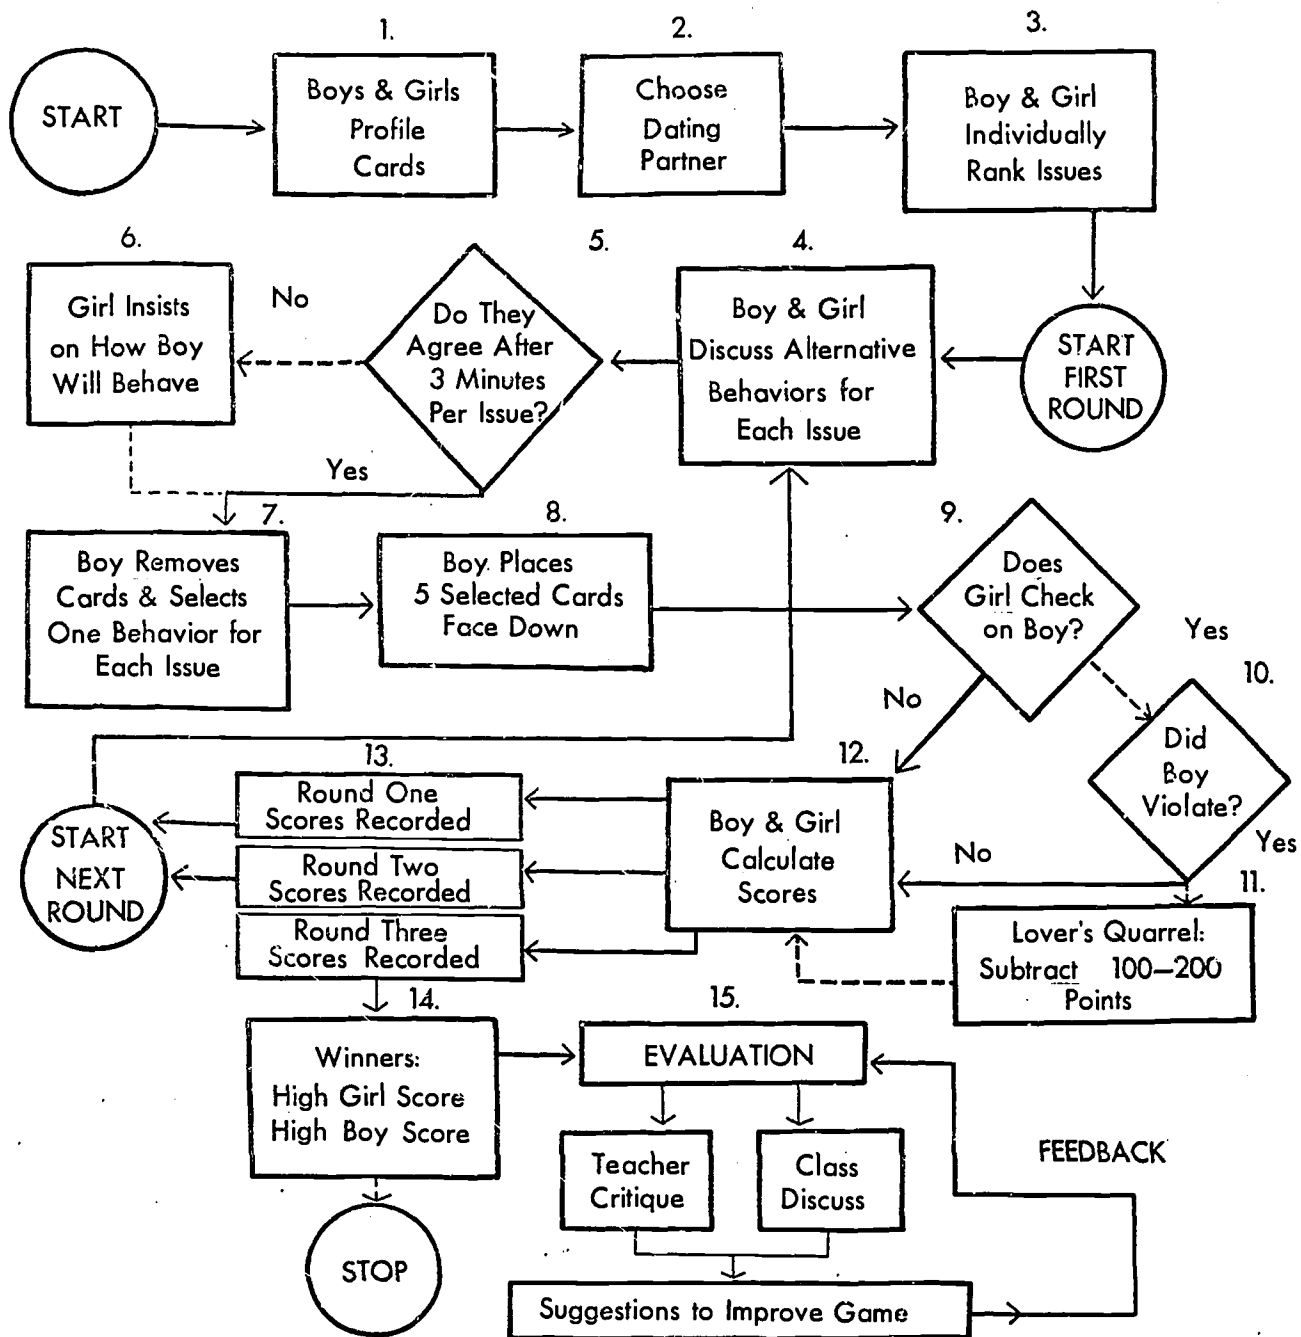 1.
2.
3.
START
Boys & Girls
Profile
Cards
Choose
Dating
Partner
Boy & Girl
Individually
Rank Issues
6.
5.
4.
Girl Insists
on How Boy
Will Behave
No
Do They
Agree After
3 Minutes
Per Issue?
Boy & Girl
Discuss Alternative
Behaviors for
Each Issue
START
FIRST
ROUND
Yes
7.
8.
9.
Boy Removes
Cards & Selects
One Behavior for
Each Issue
Boy Places
5 Selected Cards
Face Down
Does
Girl Check
on Boy?
Yes
10.
No
Did
Boy
Violate?
Yes
No
11.
Lover's Quarrel:
Subtract 100–200
Points
12.
Boy & Girl
Calculate
Scores
13.
Round One
Scores Recorded
Round Two
Scores Recorded
Round Three
Scores Recorded
START
NEXT
ROUND
14.
Winners:
High Girl Score
High Boy Score
STOP
15.
EVALUATION
Teacher
Critique
Class
Discuss
FEEDBACK
Suggestions to Improve Game